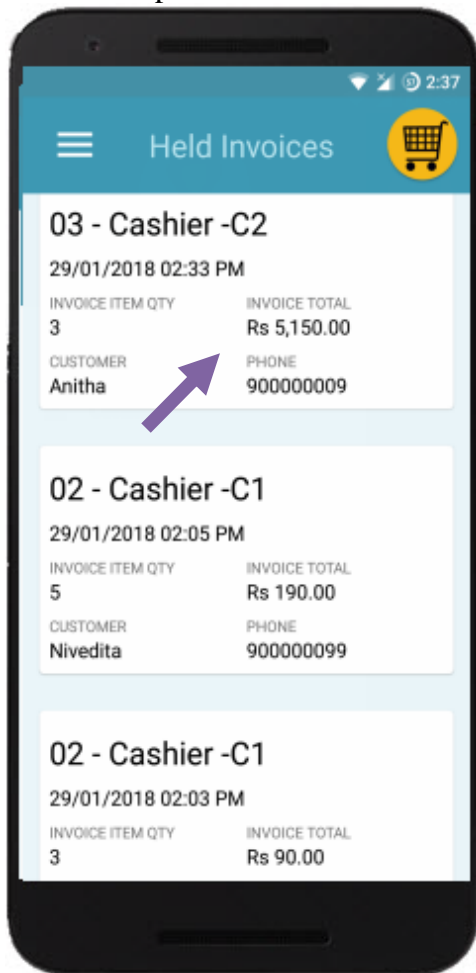 2:37
Held Invoices
03 - Cashier -C2
29/01/2018 02:33 PM
INVOICE ITEM QTY INVOICE TOTAL
3 Rs 5,150.00
CUSTOMER PHONE
Anitha 900000009
02 - Cashier -C1
29/01/2018 02:05 PM
INVOICE ITEM QTY INVOICE TOTAL
5 Rs 190.00
CUSTOMER PHONE
Nivedita 900000099
02 - Cashier -C1
29/01/2018 02:03 PM
INVOICE ITEM QTY INVOICE TOTAL
3 Rs 90.00